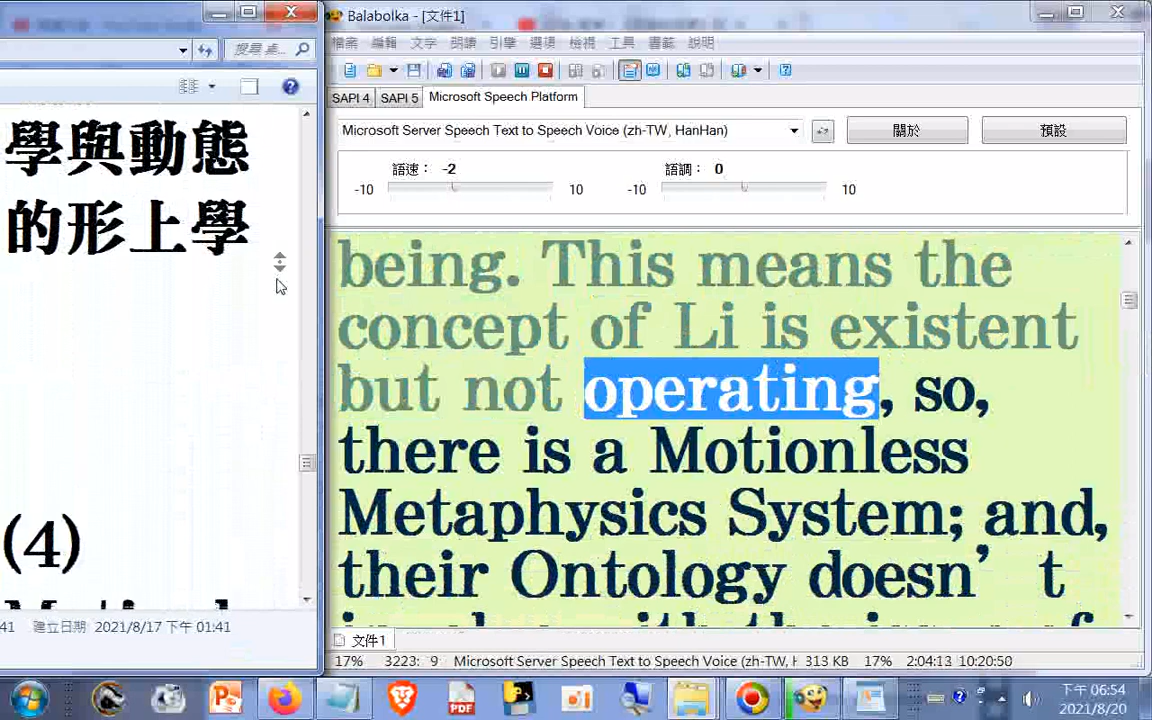 Balabolka - [文件1]
檔案 編輯 文字 朗讀 引擎 選項 檢視 工具 書籤 說明
SAPI 4 SAPI 5 Microsoft Speech Platform
Microsoft Server Speech Text to Speech Voice (zh-TW, HanHan)
關於 預設
語速： -2 語調： 0
-10 10 -10 10
being. This means the
concept of Li is existent
but not operating, so,
there is a Motionless
Metaphysics System; and,
their Ontology doesn’t
文件1
17% 3223: 9 Microsoft Server Speech Text to Speech Voice (zh-TW, 313 KB 17% 2:04:13 10:20:50
搜尋 桌...
學與動態
的形上學
(4)
41 建立日期 2021/8/17 下午 01:41
下午 06:54
2021/8/20
PDF